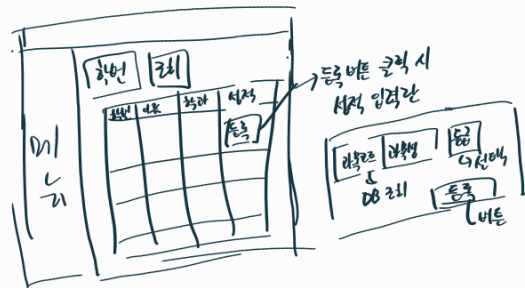 학번 조회
등록 버튼 클릭 시
성적 입력란
학번 이름 학과 성적
등록
메뉴
과목코드 과목명 등급
↳선택
↓
DB 조회
등록
버튼